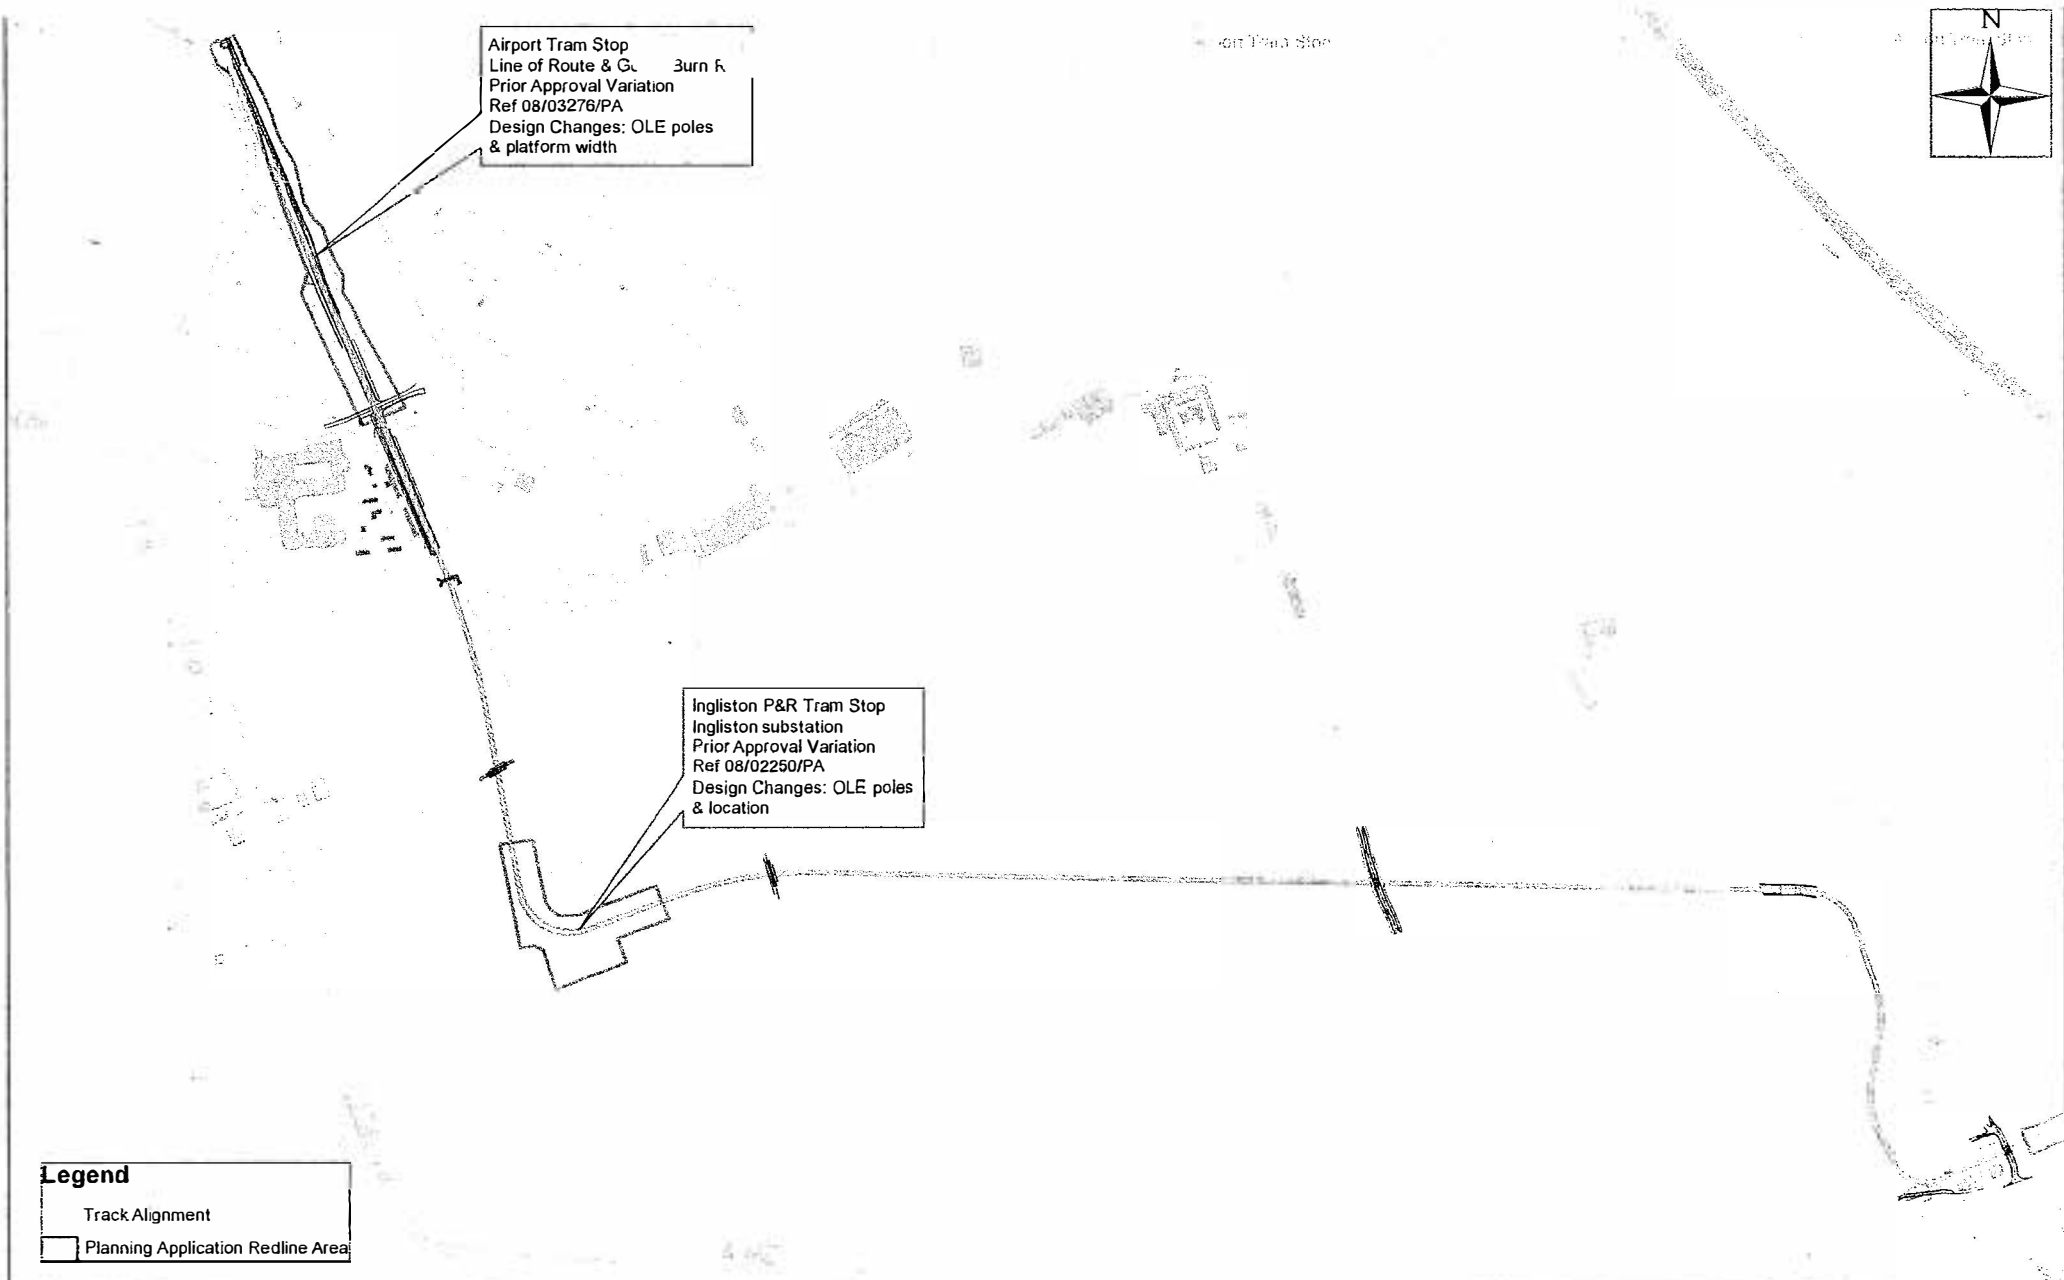 Airport Tram Stop
Line of Route &
Prior Approval Variation
Ref 08/03276/PA
Design Changes: OLE poles
& platform width
N
Ingliston P&R Tram Stop
Ingliston substation
Prior Approval Variation
Ref 08/02250/PA
Design Changes: OLE poles
& location
Legend
Track Alignment
Planning Application Redline Area